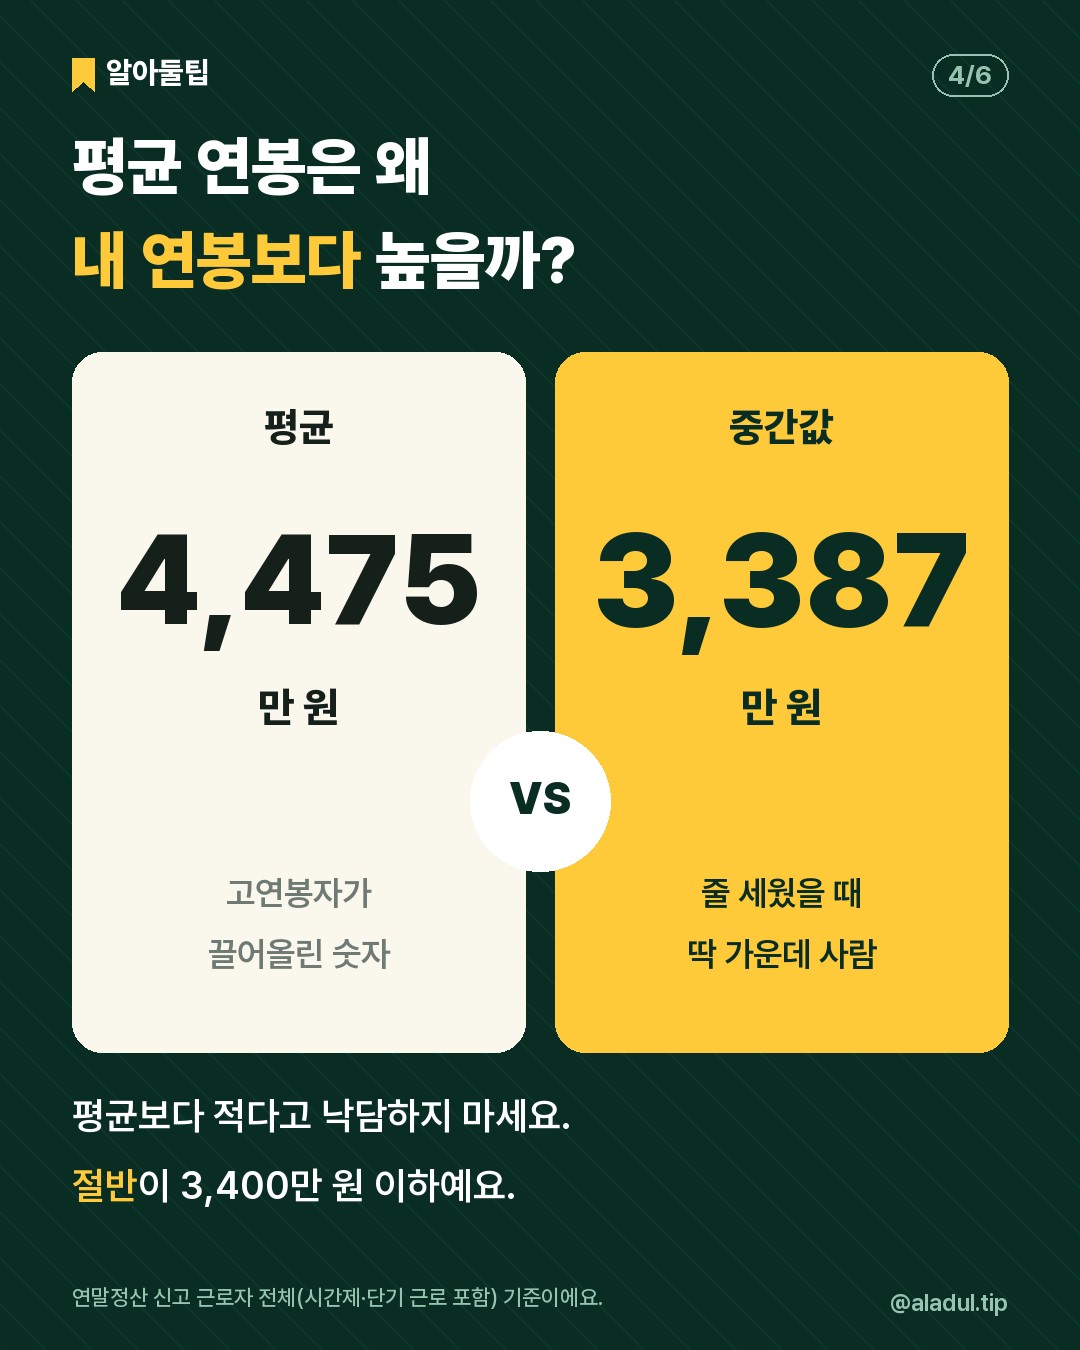 알아둘팁
4/6
평균 연봉은 왜
내 연봉보다 높을까?
평균
4,475
만 원
고연봉자가
끌어올린 숫자
VS
중간값
3,387
만 원
줄 세웠을 때
딱 가운데 사람
평균보다 적다고 낙담하지 마세요.
절반이 3,400만 원 이하예요.
연말정산 신고 근로자 전체(시간제·단기 근로 포함) 기준이에요.
@aladul.tip